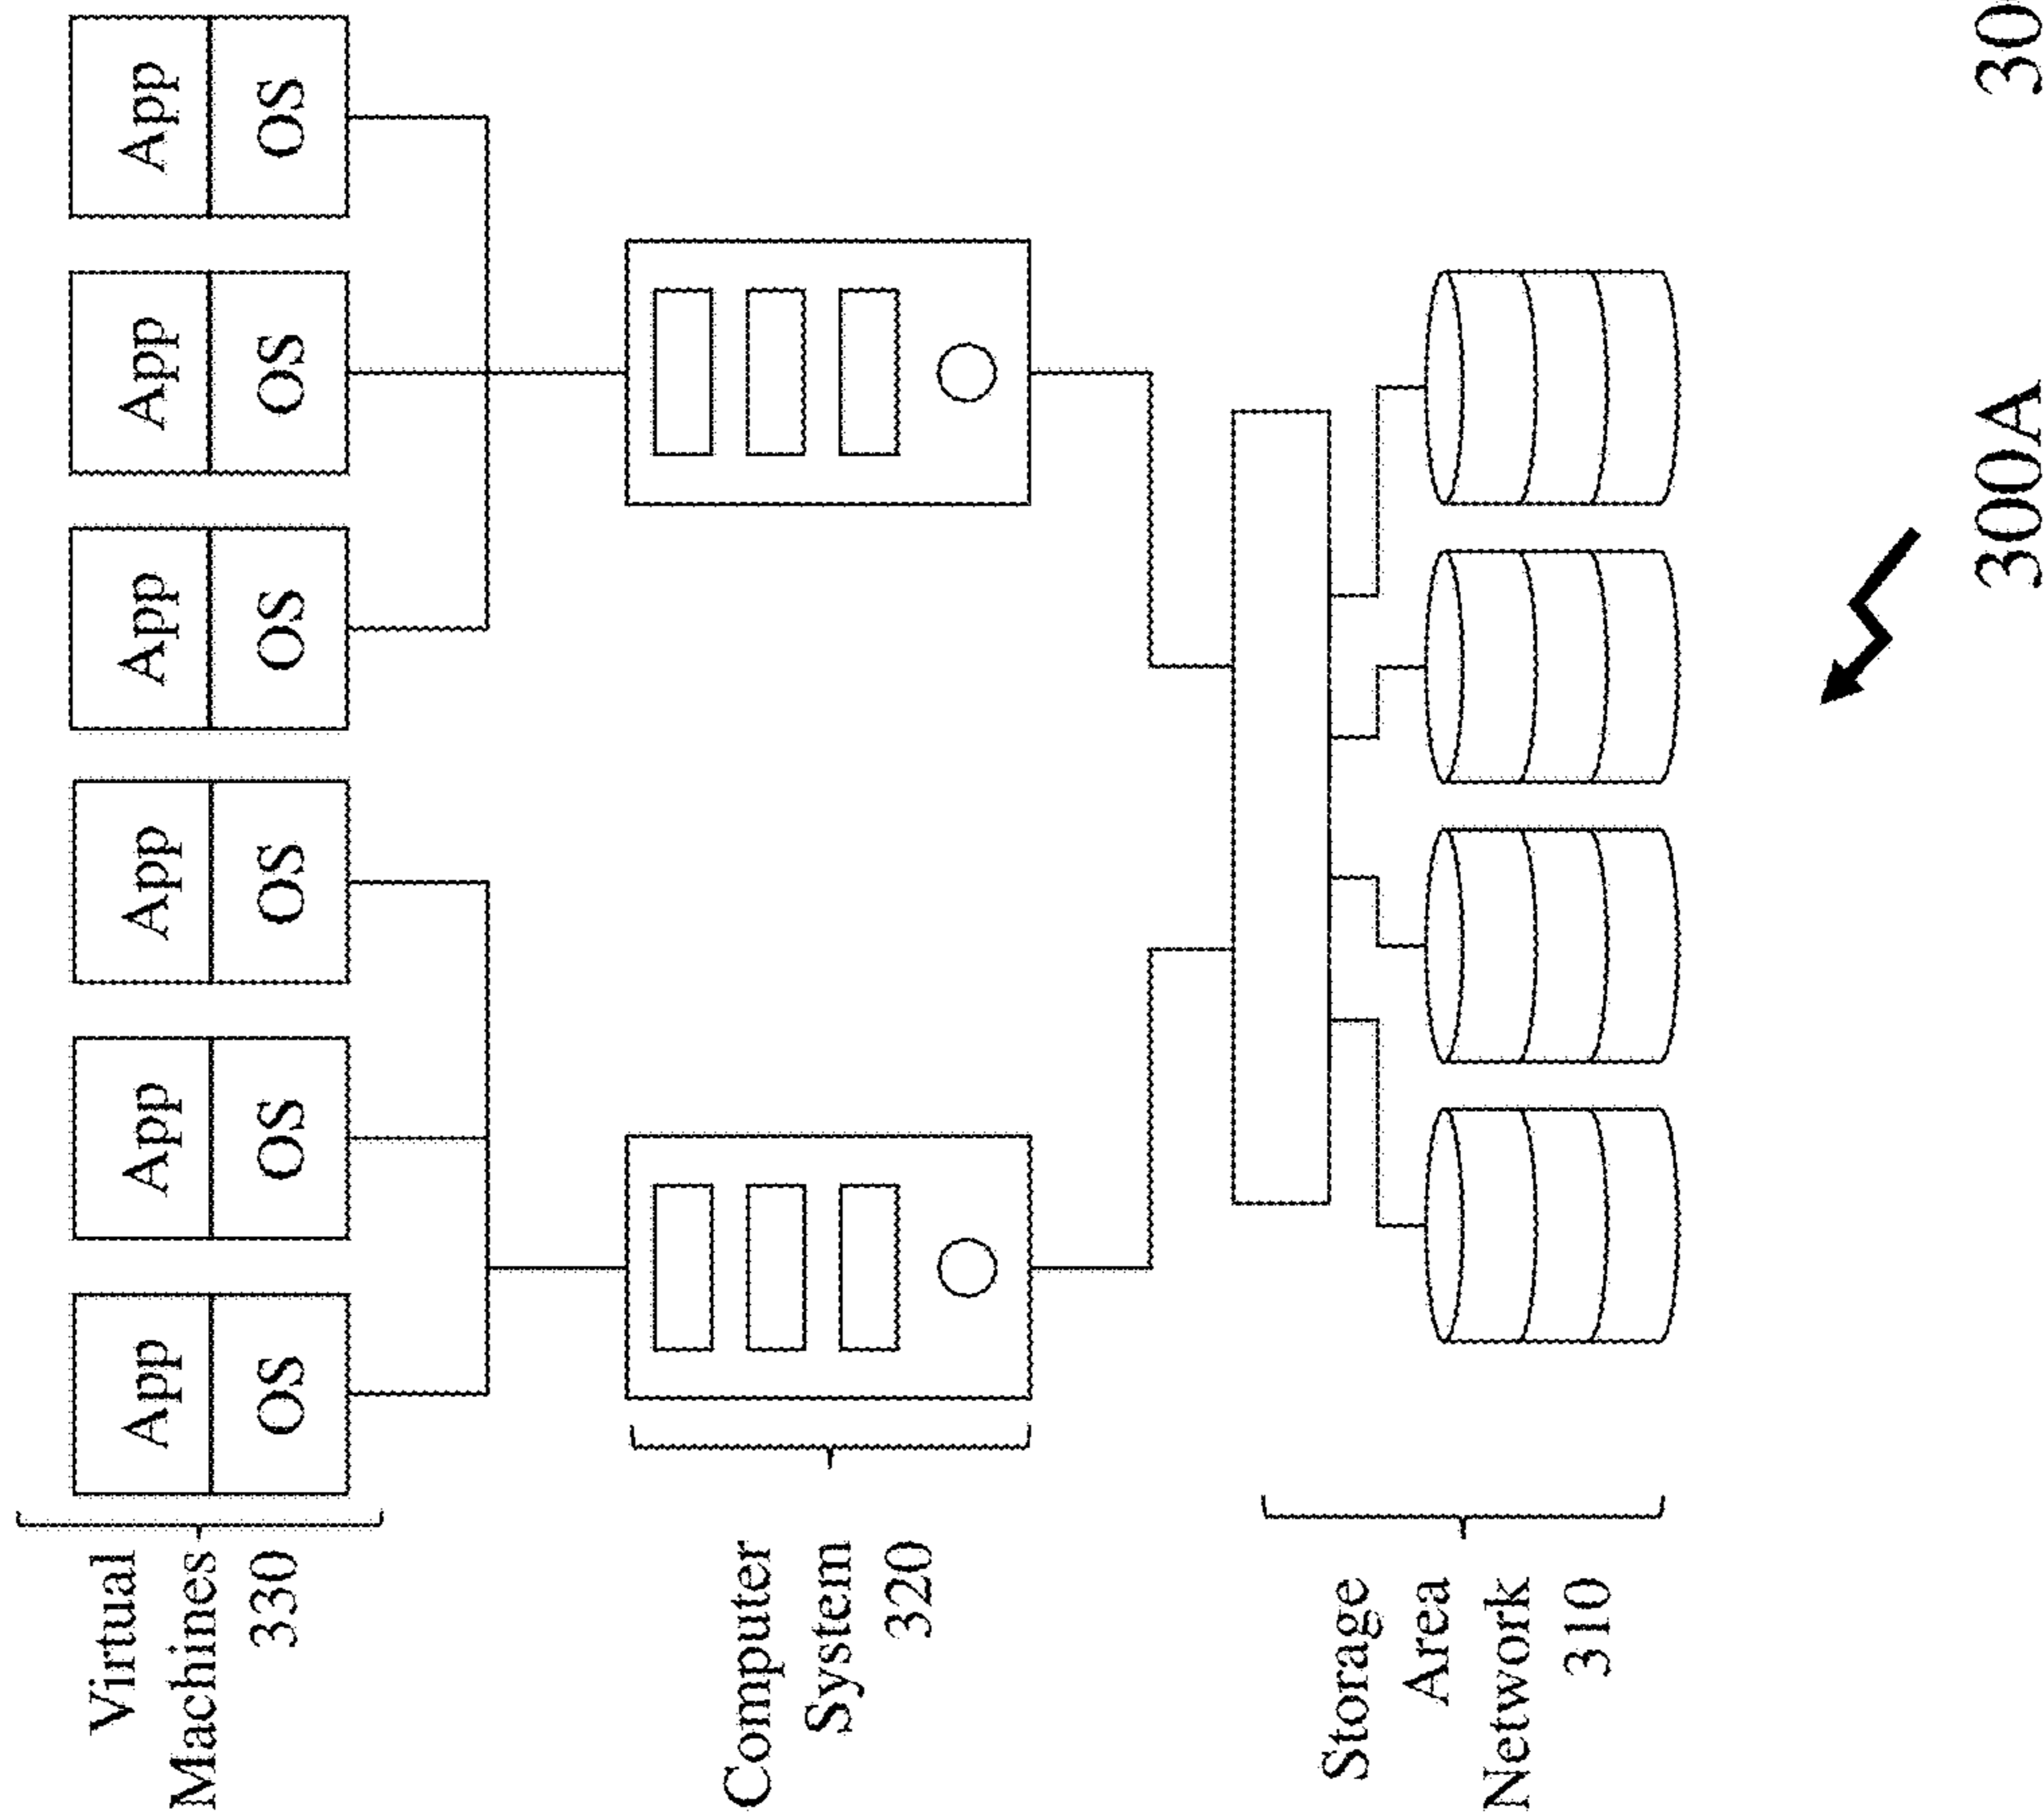 Virtual
Machines
330
App App App App App App
OS OS OS OS OS OS
Computer
System
320
Storage
Area
Network
310
300A
30